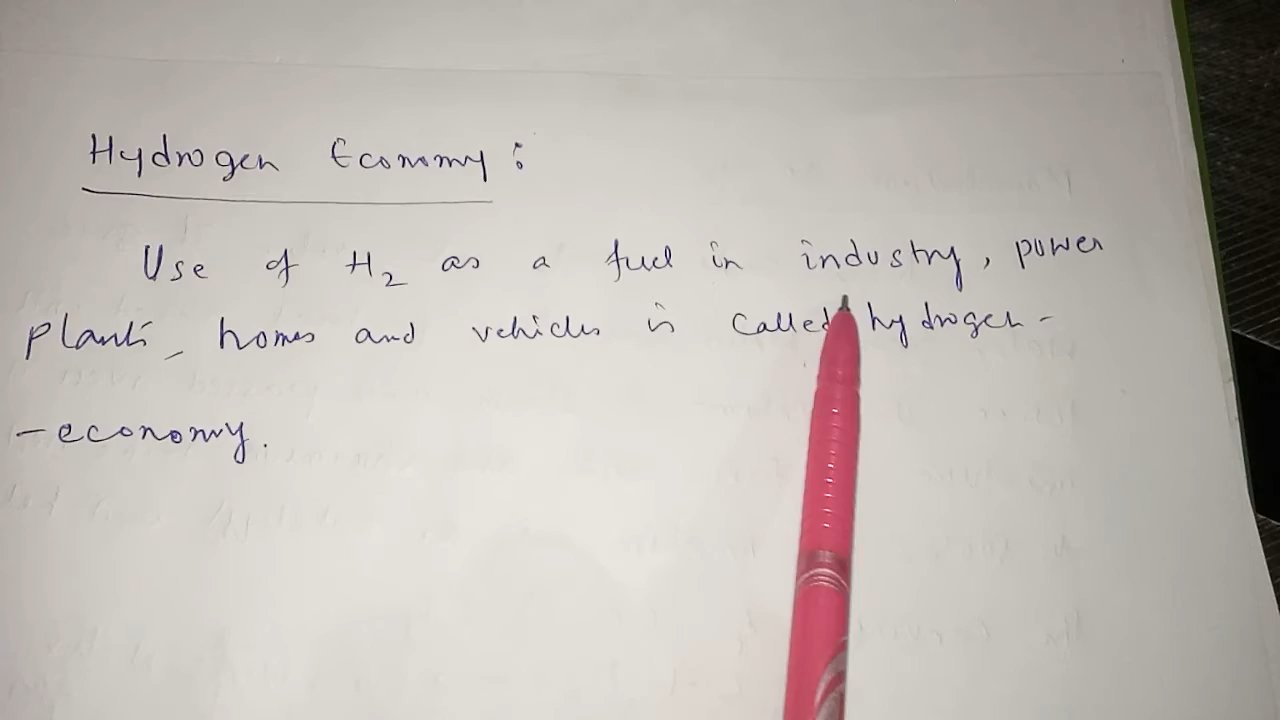 Hydrogen Economy:
Use of H₂ as a fuel in industry, power
plants, homes and vehicles is called hydrogen-
-economy.